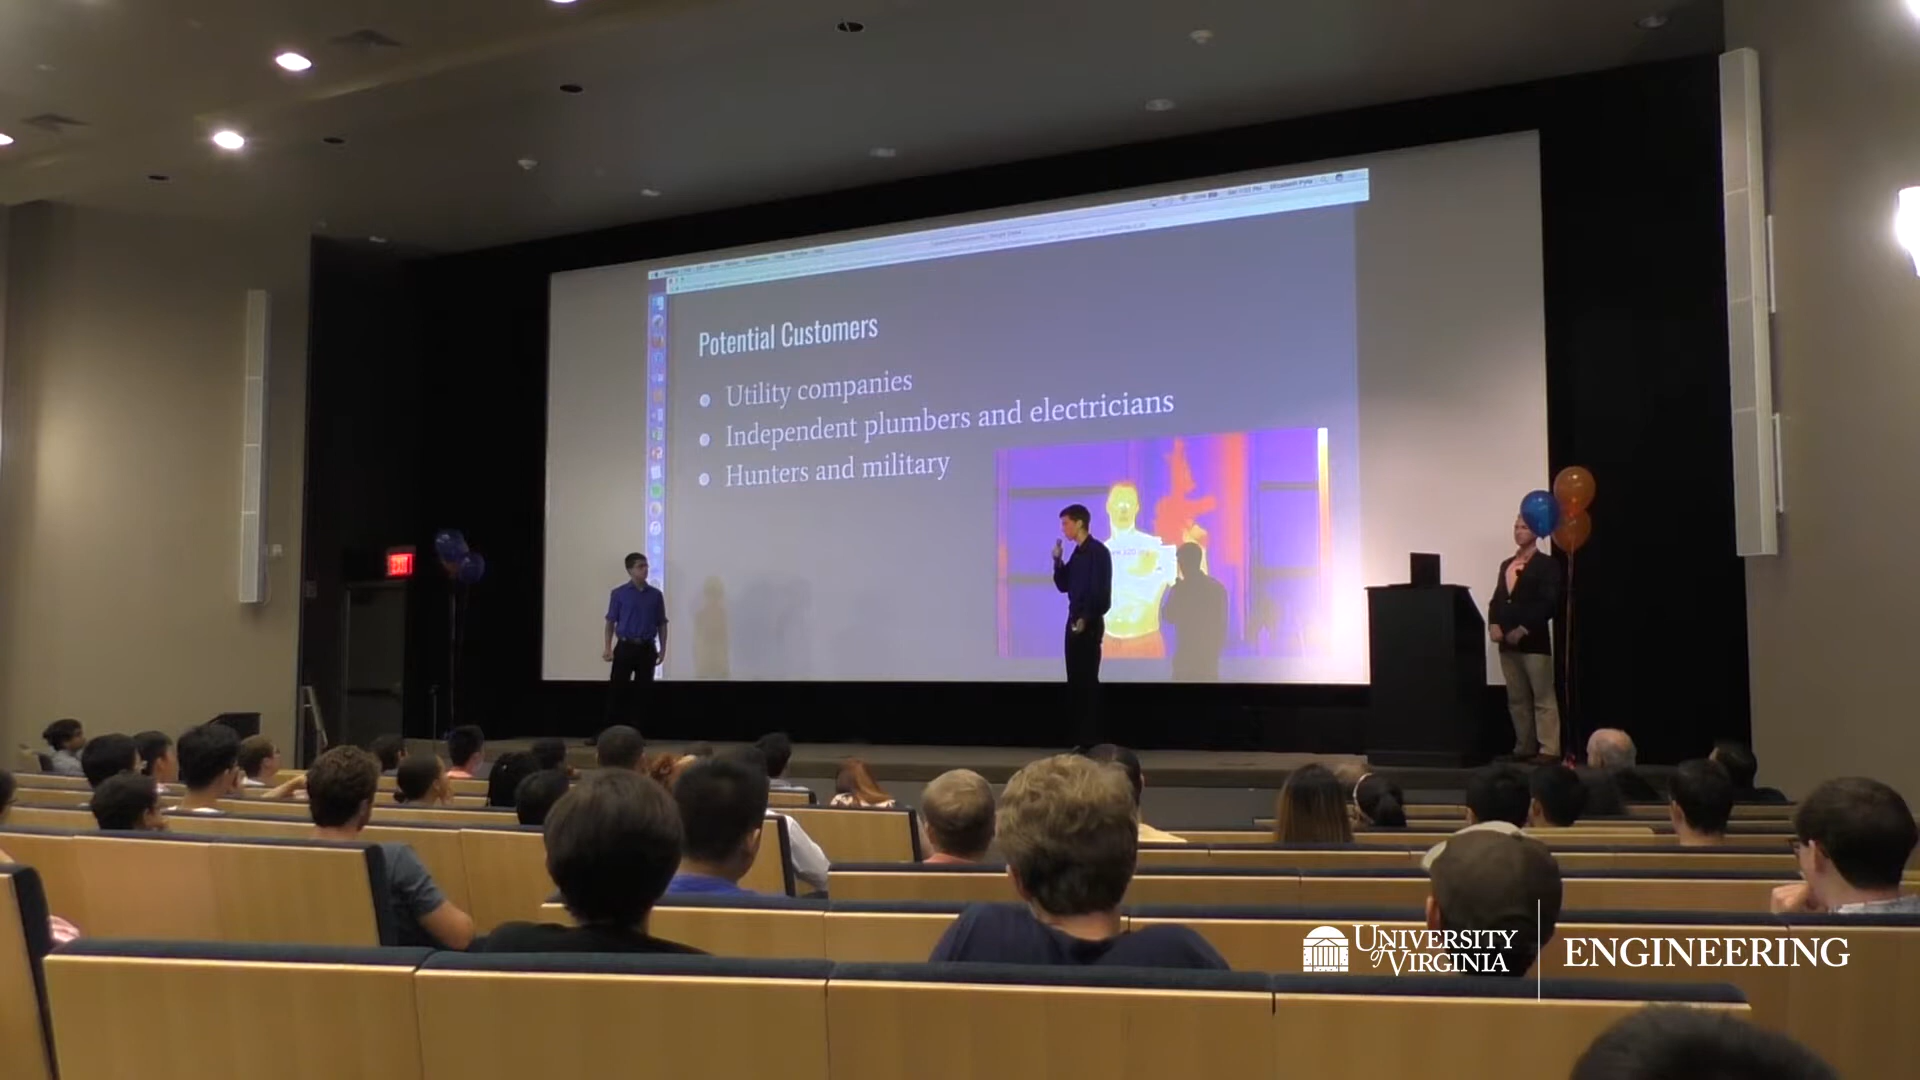 Potential Customers
Utility companies
Independent plumbers and electricians
Hunters and military
EXIT
UNIVERSITY
of VIRGINIA
ENGINEERING